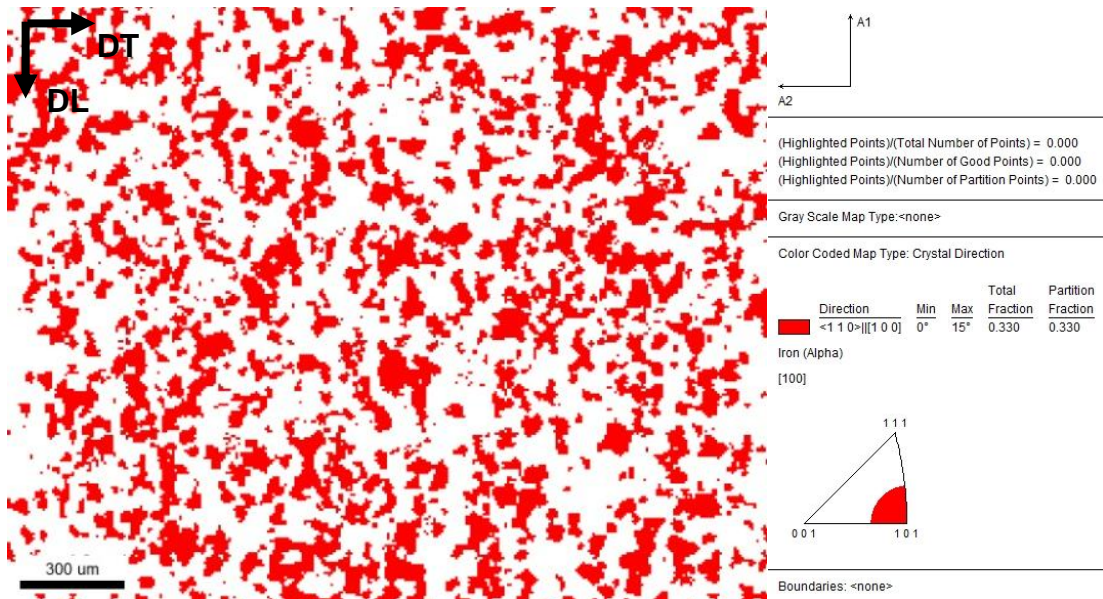 DT
DL
300 um
A1
A2
(Highlighted Points)/(Total Number of Points) = 0.000
(Highlighted Points)/(Number of Good Points) = 0.000
(Highlighted Points)/(Number of Partition Points) = 0.000
Gray Scale Map Type:<none>
Color Coded Map Type: Crystal Direction
Total Partition
Direction Min Max Fraction Fraction
<1 1 0>||[1 0 0] 0° 15° 0.330 0.330
Iron (Alpha)
[100]
1 1 1
0 0 1 1 0 1
Boundaries: <none>